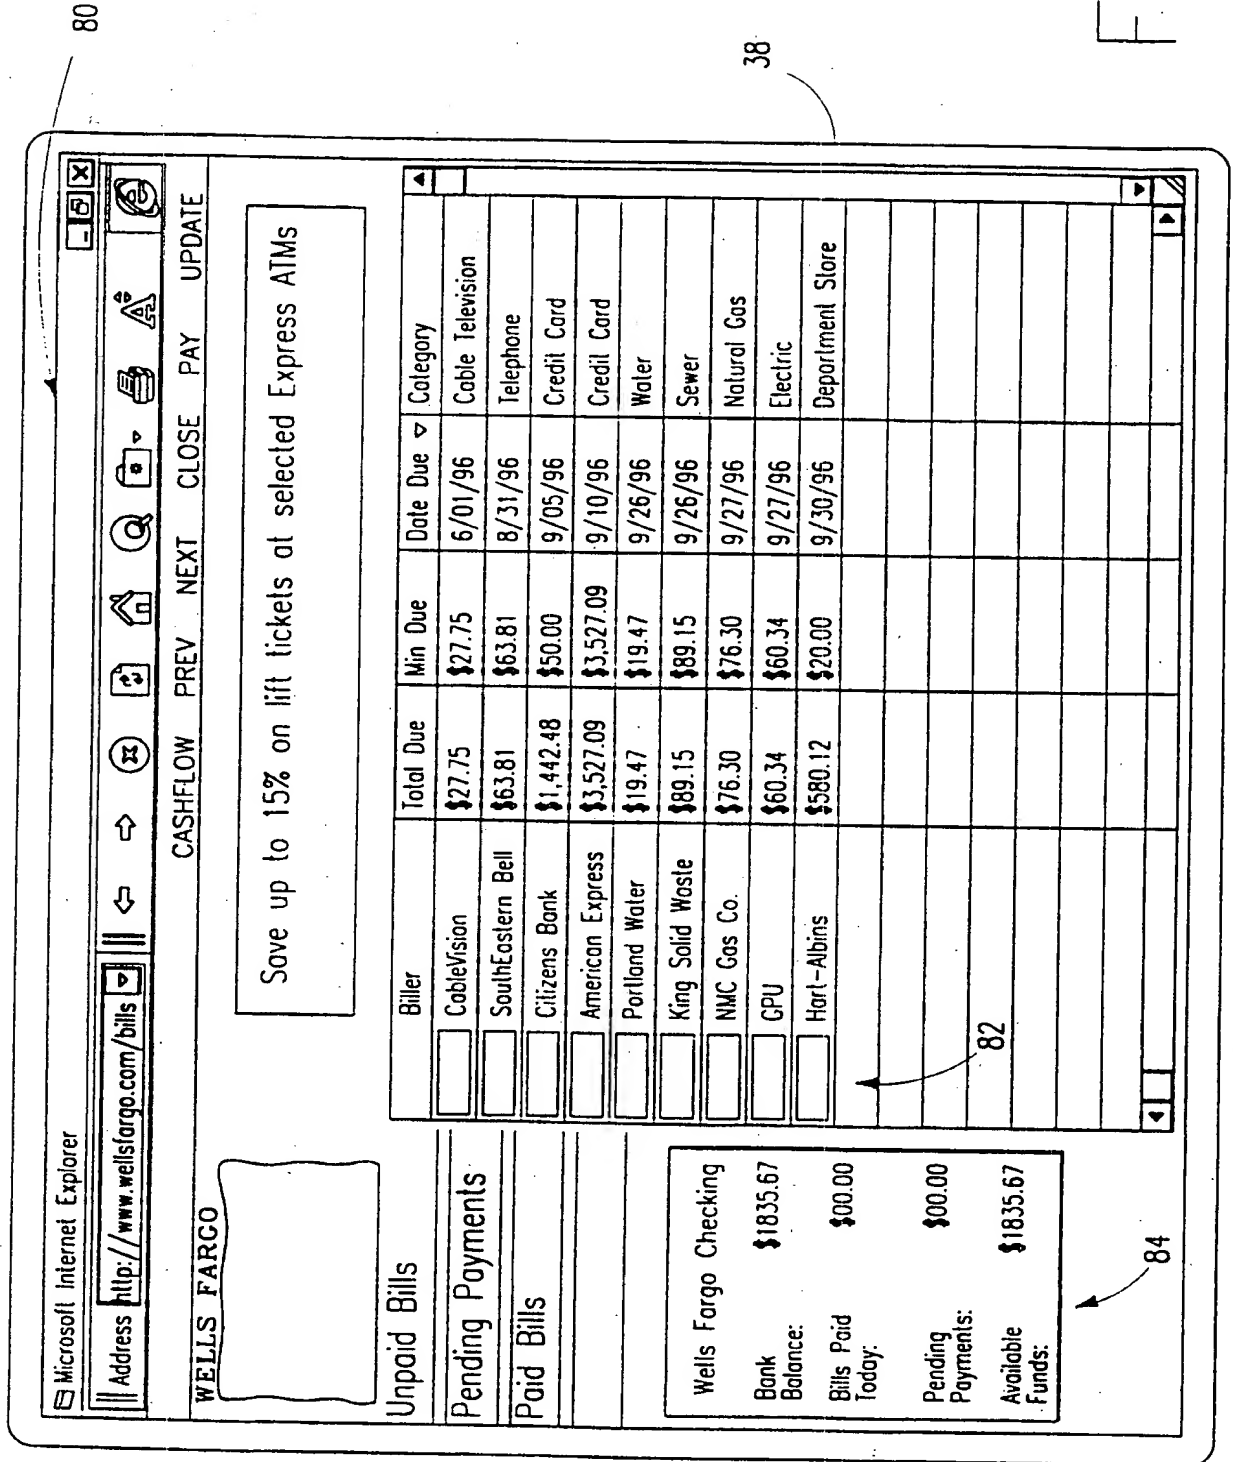 80
Microsoft Internet Explorer
Address http://www.wellsfargo.com/bills
CASHFLOW PREV NEXT CLOSE PAY UPDATE
WELLS FARGO
Save up to 15% on lift tickets at selected Express ATMs
Unpaid Bills
Pending Payments
Paid Bills
Biller Total Due Min Due Date Due Category
CableVision $27.75 $27.75 6/01/96 Cable Television
SouthEastern Bell $63.81 $63.81 8/31/96 Telephone
Citizens Bank $1,442.48 $50.00 9/05/96 Credit Card
American Express $3,527.09 $3,527.09 9/10/96 Credit Card
Portland Water $19.47 $19.47 9/26/96 Water
King Solid Waste $89.15 $89.15 9/26/96 Sewer
NMC Gas Co. $76.30 $76.30 9/27/96 Natural Gas
GPU $60.34 $60.34 9/27/96 Electric
Hart-Albins $580.12 $20.00 9/30/96 Department Store
82
Wells Fargo Checking
Bank Balance: $1835.67
Bills Paid Today: $00.00
Pending Payments: $00.00
Available Funds: $1835.67
84
38